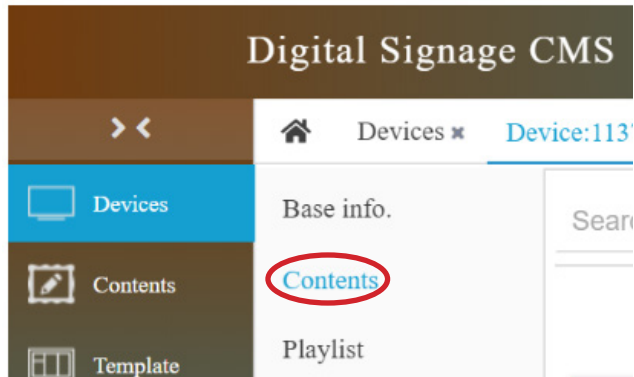 Digital Signage CMS
Devices
Device:113
Devices
Base info.
Contents
Contents
Template
Playlist